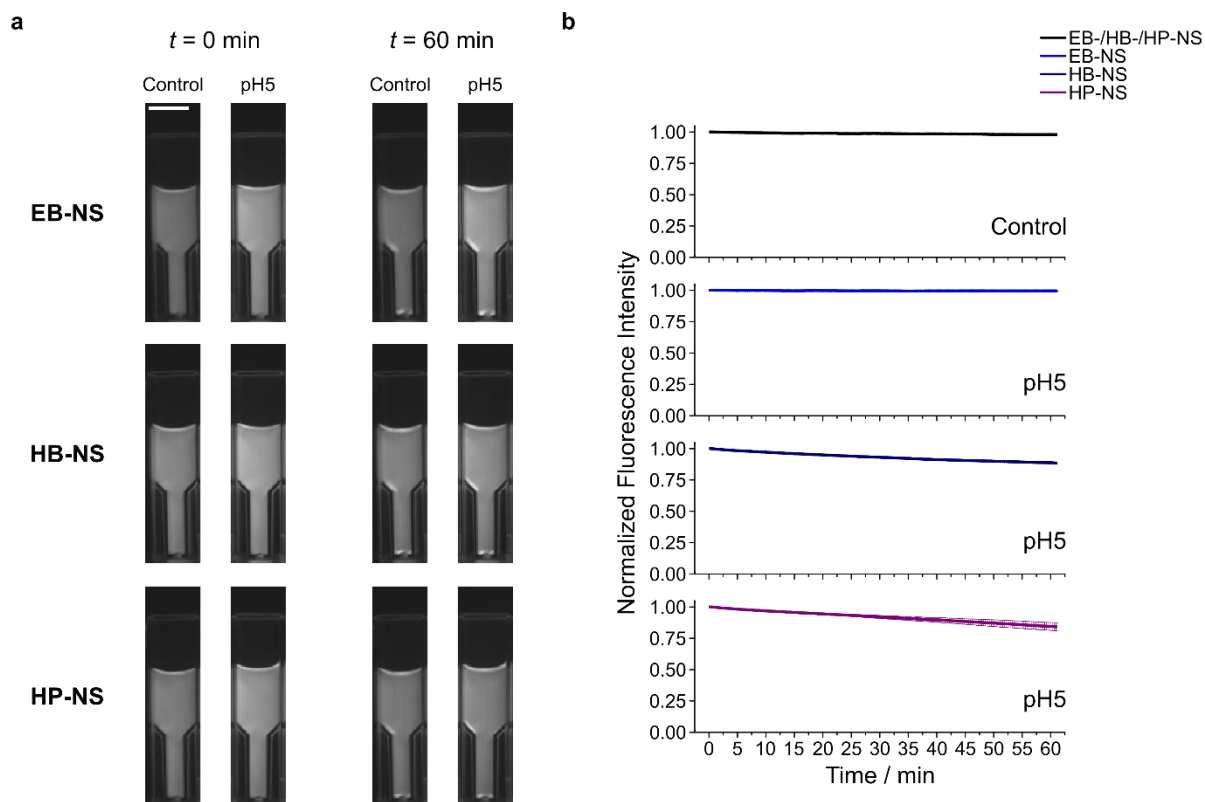 a
t = 0 min
t = 60 min
Control
pH5
Control
pH5
EB-NS
HB-NS
HP-NS
b
EB-/HB-/HP-NS
EB-NS
HB-NS
HP-NS
Normalized Fluorescence Intensity
1.00
0.75
0.50
0.25
0.00
Control
1.00
0.75
0.50
0.25
0.00
pH5
1.00
0.75
0.50
0.25
0.00
pH5
1.00
0.75
0.50
0.25
0.00
pH5
0 5 10 15 20 25 30 35 40 45 50 55 60
Time / min